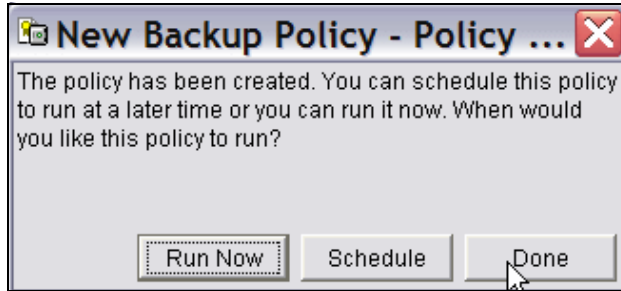 New Backup Policy - Policy ...
The policy has been created. You can schedule this policy
to run at a later time or you can run it now. When would
you like this policy to run?
Run Now Schedule Done